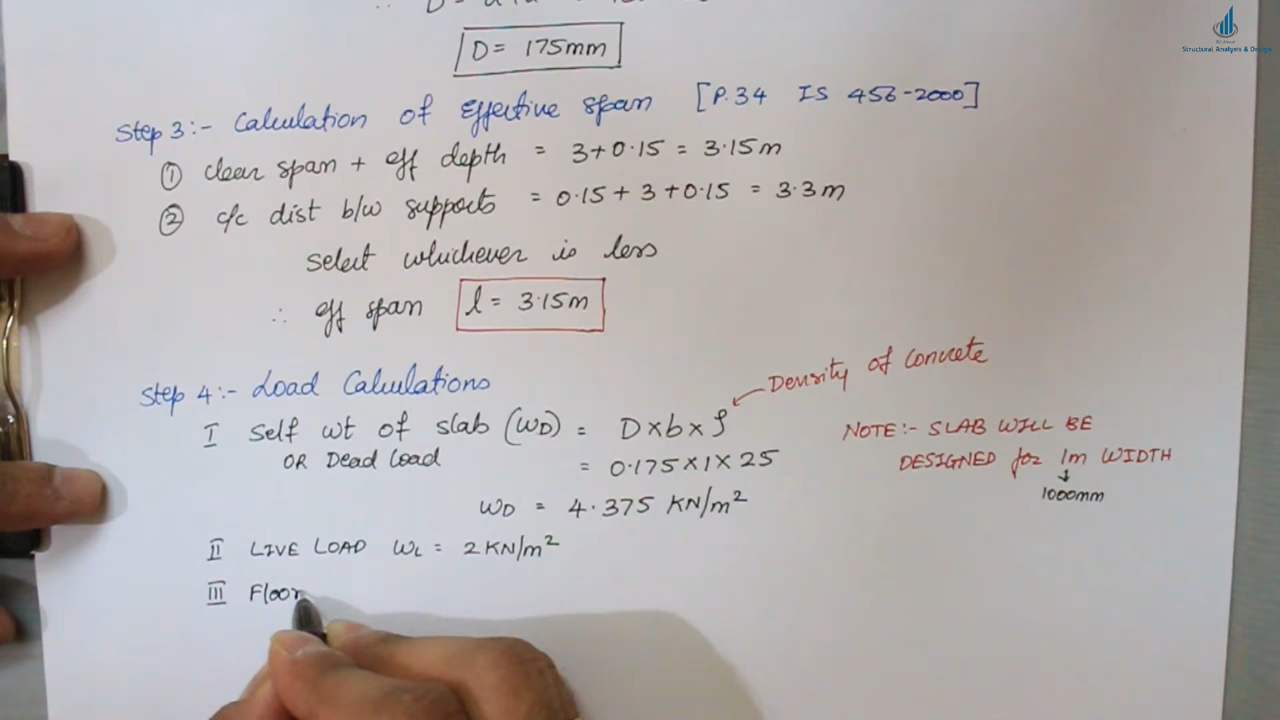 D = 175mm
Step 3:- Calculation of Effective span [P.34 IS 456-2000]
① clear span + eff depth = 3+0.15 = 3.15m
② c/c dist b/w supports = 0.15 + 3 + 0.15 = 3.3m
Select whichever is less
∴ eff span l = 3.15m
Step 4:- Load Calculations
Density of concrete
I Self wt of slab (WD) = D×b×ρ
OR Dead Load = 0.175×1×25
WD = 4.375 KN/m²
NOTE:- SLAB WILL BE
DESIGNED for 1m WIDTH
1000mm
II LIVE LOAD WL = 2KN/m²
III Floor
Structural Analysis & Design